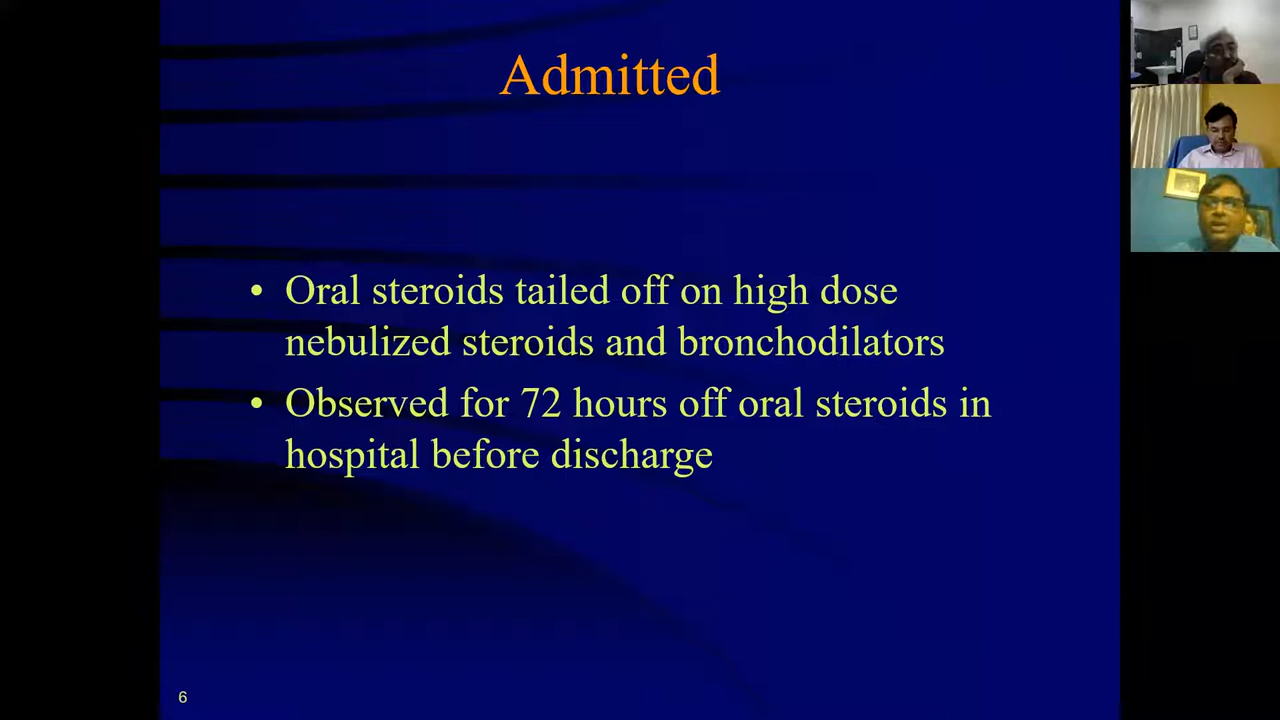 Admitted
• Oral steroids tailed off on high dose
nebulized steroids and bronchodilators
• Observed for 72 hours off oral steroids in
hospital before discharge
6